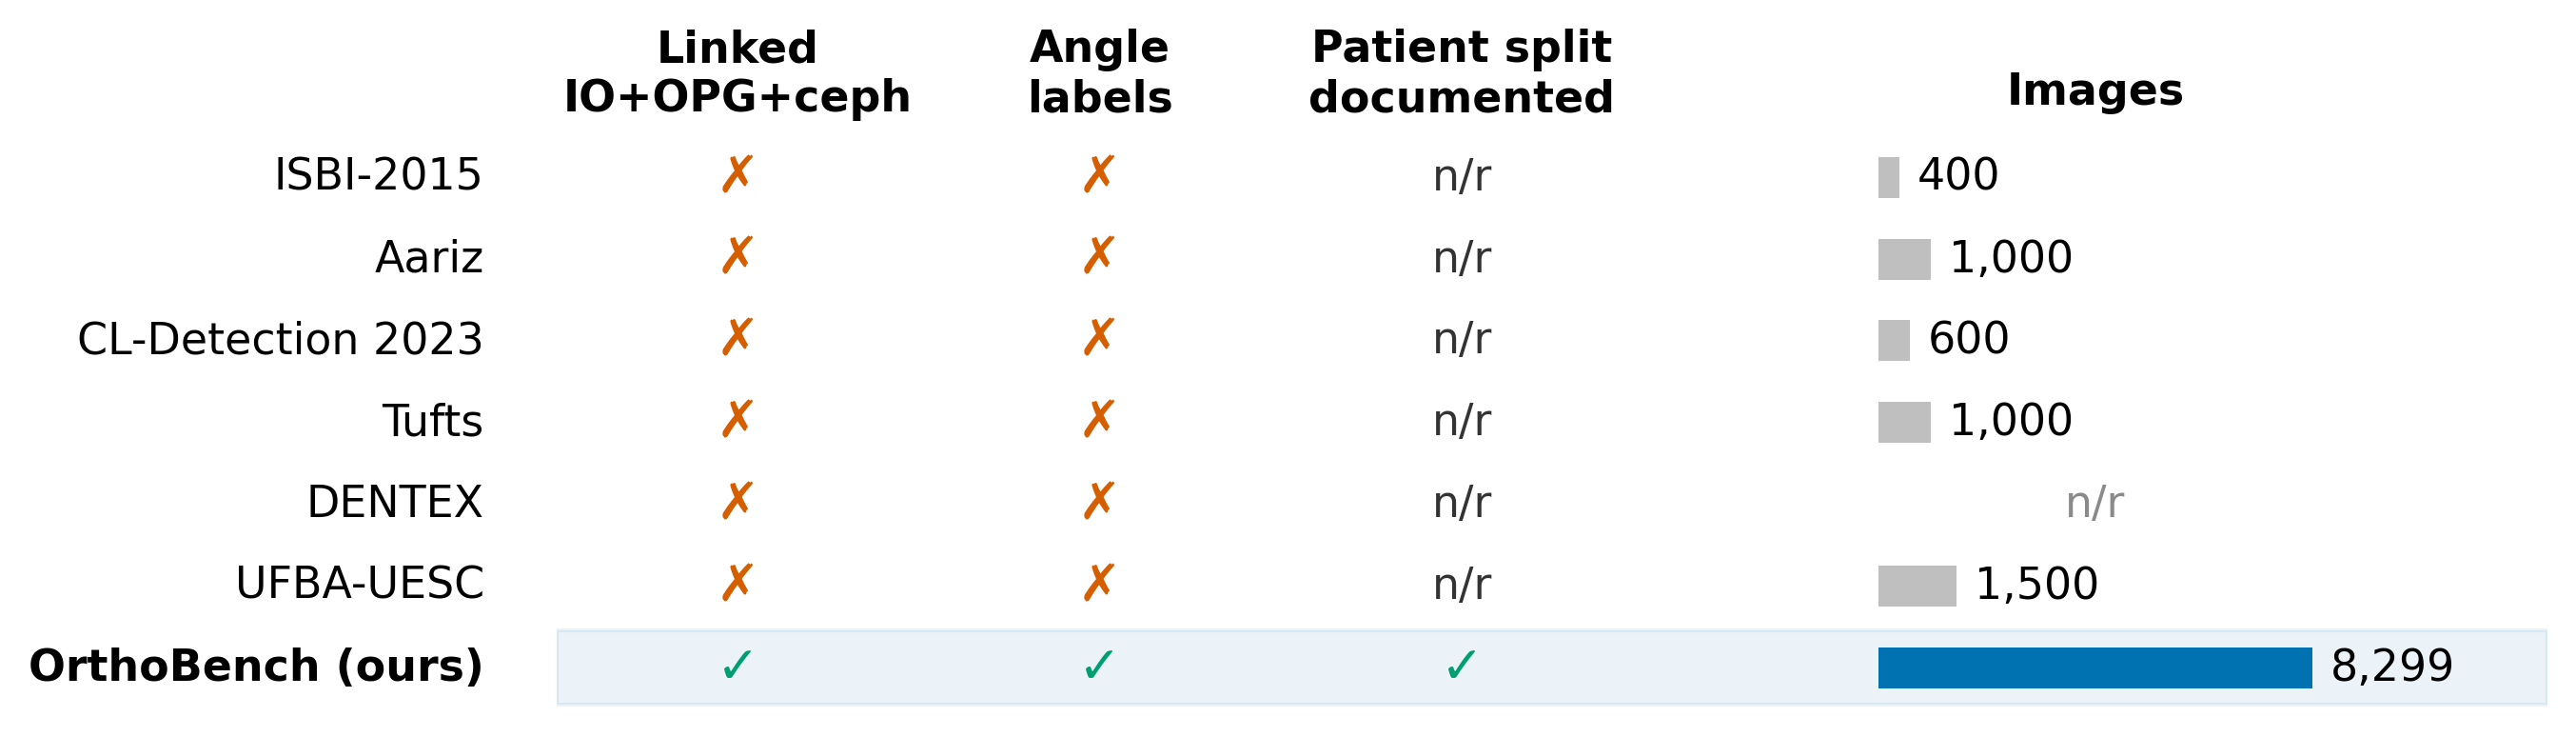 Linked IO+OPG+ceph Angle labels Patient split documented Images
ISBI-2015 ✗ ✗ n/r 400
Aariz ✗ ✗ n/r 1,000
CL-Detection 2023 ✗ ✗ n/r 600
Tufts ✗ ✗ n/r 1,000
DENTEX ✗ ✗ n/r n/r
UFBA-UESC ✗ ✗ n/r 1,500
OrthoBench (ours) ✓ ✓ ✓ 8,299